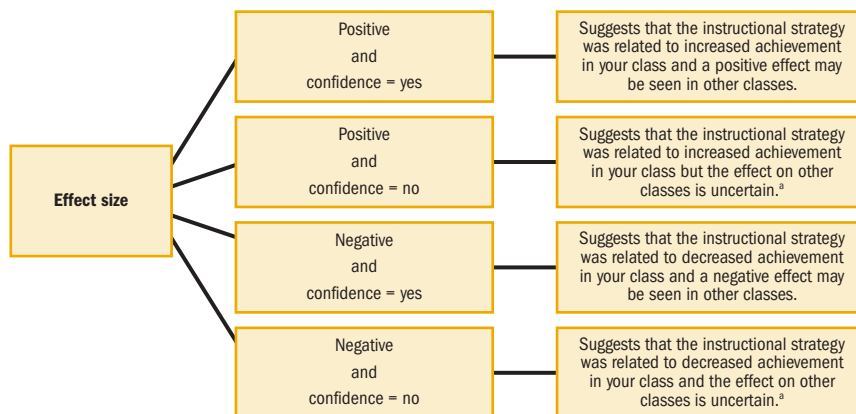 Effect size
Positive
and
confidence = yes
Suggests that the instructional strategy
was related to increased achievement
in your class and a positive effect may
be seen in other classes.
Positive
and
confidence = no
Suggests that the instructional strategy
was related to increased achievement
in your class but the effect on other
classes is uncertain.ᵃ
Negative
and
confidence = yes
Suggests that the instructional strategy
was related to decreased achievement
in your class and a negative effect may
be seen in other classes.
Negative
and
confidence = no
Suggests that the instructional strategy
was related to decreased achievement
in your class and the effect on other
classes is uncertain.ᵃ